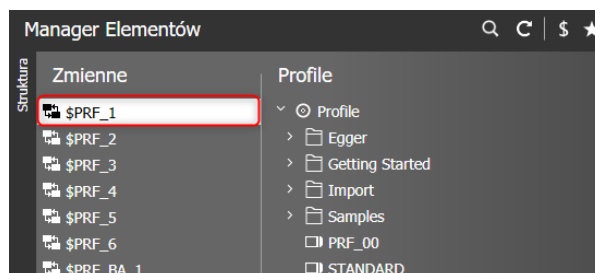 Manager Elementów
$
Struktura
Zmienne
$PRF_1
$PRF_2
$PRF_3
$PRF_4
$PRF_5
$PRF_6
$PRF_BA_1
Profile
Profile
Egger
Getting Started
Import
Samples
PRF_00
STANDARD